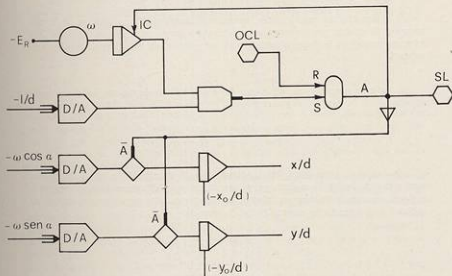 ω
IC
-E_R
OCL
R
A
SL
S
-l/d
D/A
Ā
-ω cos α
D/A
x/d
(-x₀/d)
Ā
-ω sen α
D/A
y/d
(-y₀/d)